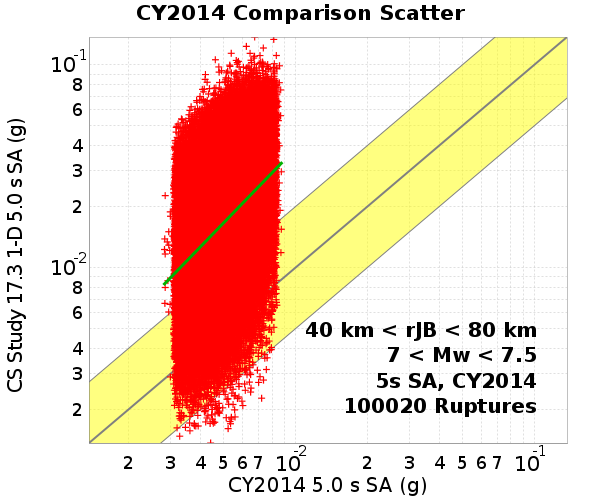 CY2014 Comparison Scatter
CS Study 17.3 1-D 5.0 s SA (g)
10-1
8
6
4
3
2
10-2
8
6
4
3
2
40 km < rJB < 80 km
7 < Mw < 7.5
5s SA, CY2014
100020 Ruptures
2 3 4 5 6 7 10-2 2 3 4 5 6 7 10-1
CY2014 5.0 s SA (g)